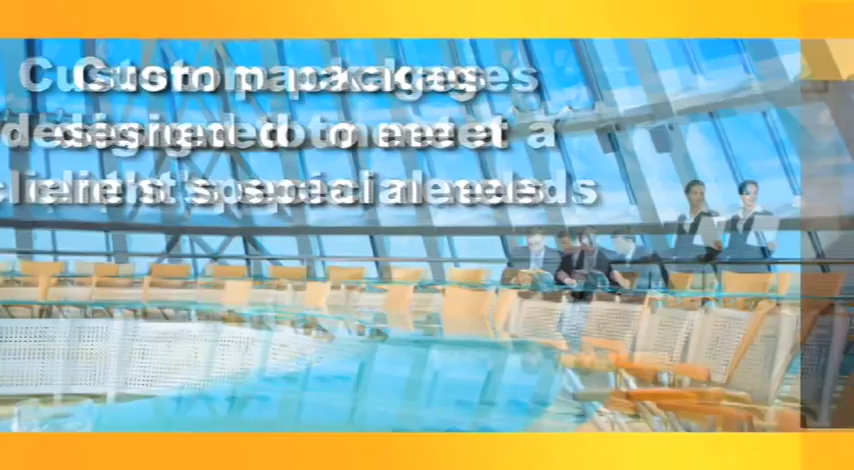 Custom packages
designed to meet a
client's special needs